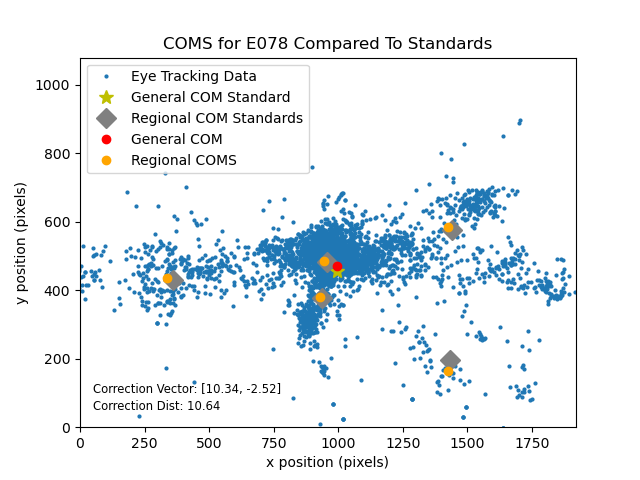 COMS for E078 Compared To Standards
Eye Tracking Data
General COM Standard
Regional COM Standards
General COM
Regional COMS
1000
800
600
400
200
0
y position (pixels)
Correction Vector: [10.34, -2.52]
Correction Dist: 10.64
0 250 500 750 1000 1250 1500 1750
x position (pixels)